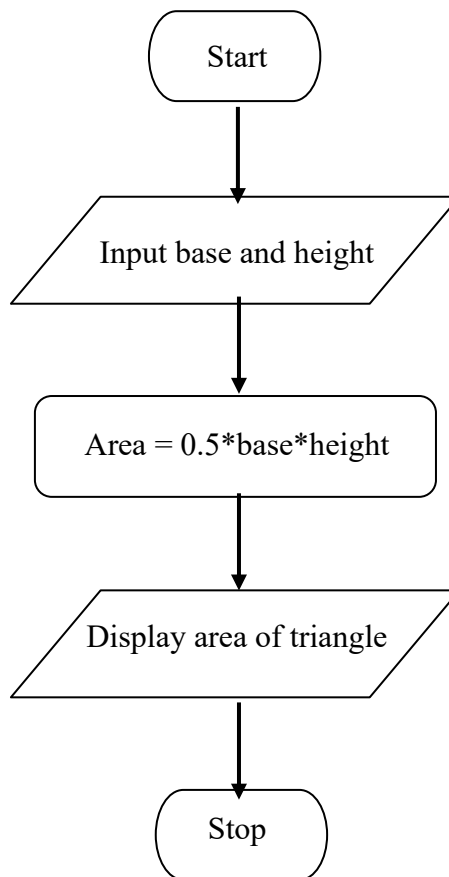 Start
Input base and height
Area = 0.5*base*height
Display area of triangle
Stop